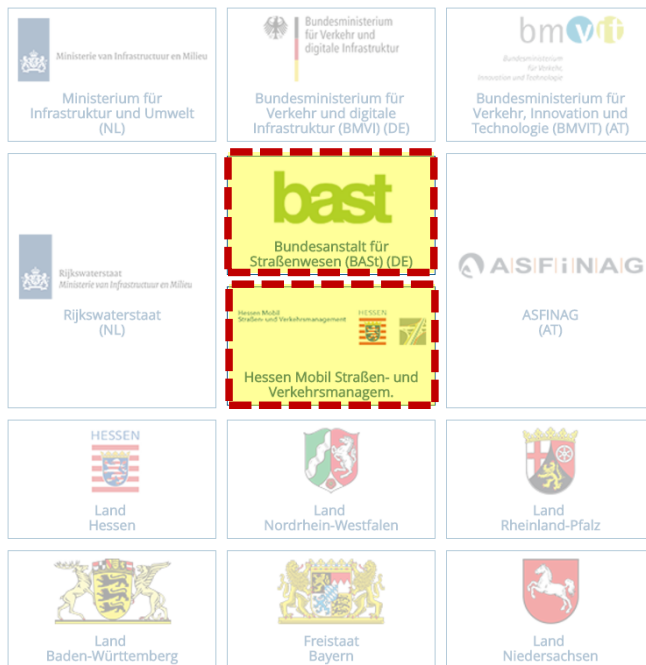 Ministerie van Infrastructuur en Milieu
Ministerium für
Infrastruktur und Umwelt
(NL)
Bundesministerium
für Verkehr und
digitale Infrastruktur
Bundesministerium für
Verkehr und digitale
Infrastruktur (BMVI) (DE)
bmvit
Bundesministerium
für Verkehr,
Innovation und Technologie
Bundesministerium für
Verkehr, Innovation und
Technologie (BMVIT) (AT)
Rijkswaterstaat
Ministerie van Infrastructuur en Milieu
Rijkswaterstaat
(NL)
bast
Bundesanstalt für
Straßenwesen (BASt) (DE)
Hessen Mobil
Straßen- und Verkehrsmanagement
HESSEN
Hessen Mobil Straßen- und
Verkehrsmanagem.
ASFiNAG
ASFINAG
(AT)
HESSEN
Land
Hessen
Land
Nordrhein-Westfalen
Land
Rheinland-Pfalz
Land
Baden-Württemberg
Freistaat
Bayern
Land
Niedersachsen